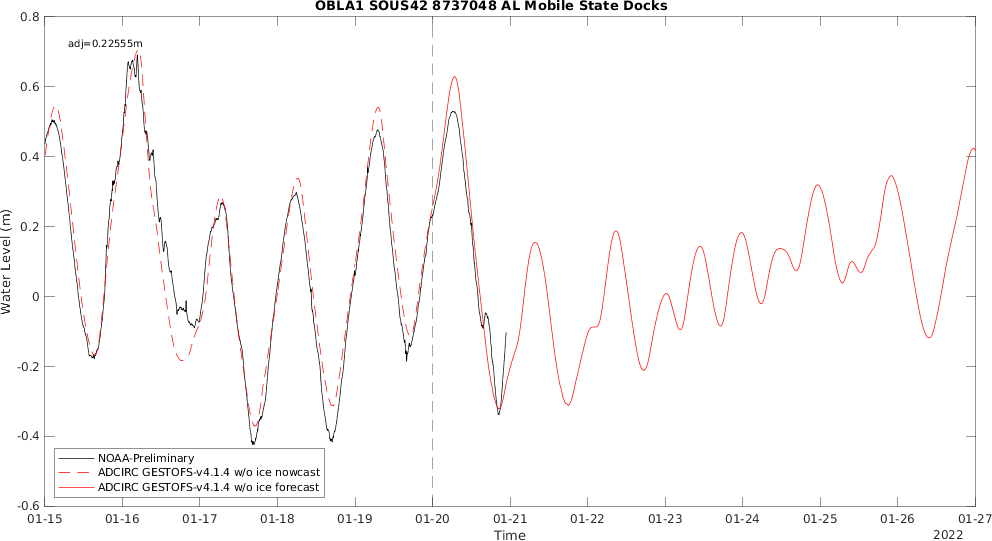 OBLA1 SOUS42 8737048 AL Mobile State Docks
adj=0.22555m
Water Level (m)
0.8
0.6
0.4
0.2
0
-0.2
-0.4
-0.6
NOAA-Preliminary
ADCIRC GESTOFS-v4.1.4 w/o ice nowcast
ADCIRC GESTOFS-v4.1.4 w/o ice forecast
01-15 01-16 01-17 01-18 01-19 01-20 01-21 01-22 01-23 01-24 01-25 01-26 01-27
Time
2022